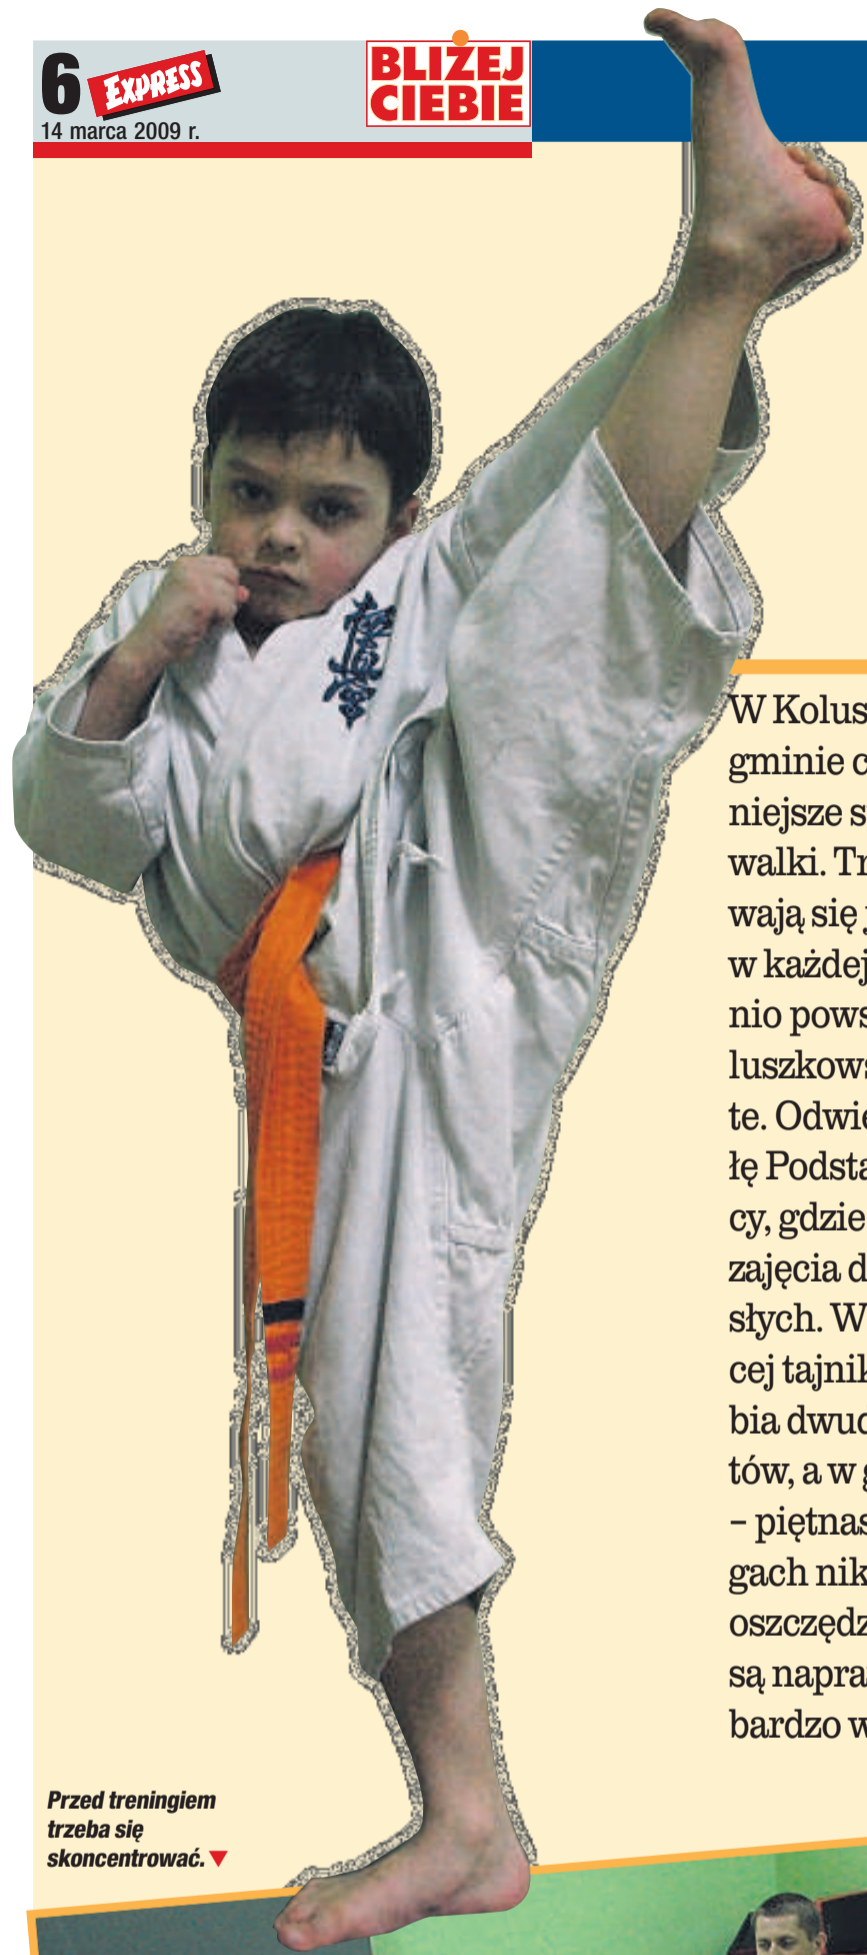 6 EXPRESS
14 marca 2009 r.
BLIŻEJ
CIEBIE
W Kolus
gminie c
niejsze s
walki. Tr
wają się j
w każdej
nio pows
luszkows
te. Odwie
łę Podsta
cy, gdzie
zajęcia d
słych. W
cej tajnik
bia dwud
tów, a w g
– piętnas
gach nik
oszczędz
są napra
bardzo w
Przed treningiem
trzeba się
skoncentrować.